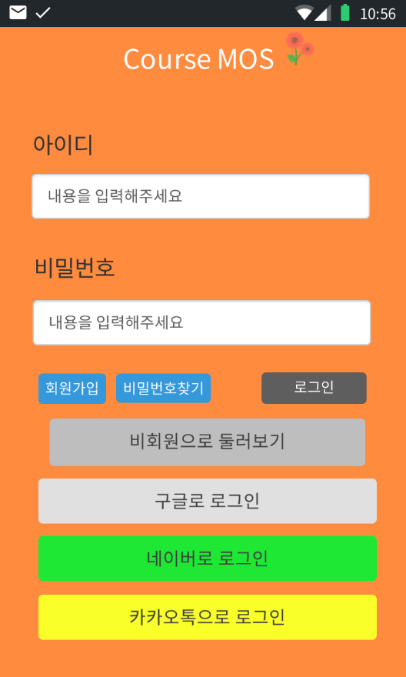 10:56
Course MOS
아이디
내용을 입력해주세요
비밀번호
내용을 입력해주세요
회원가입 비밀번호찾기 로그인
비회원으로 둘러보기
구글로 로그인
네이버로 로그인
카카오톡으로 로그인